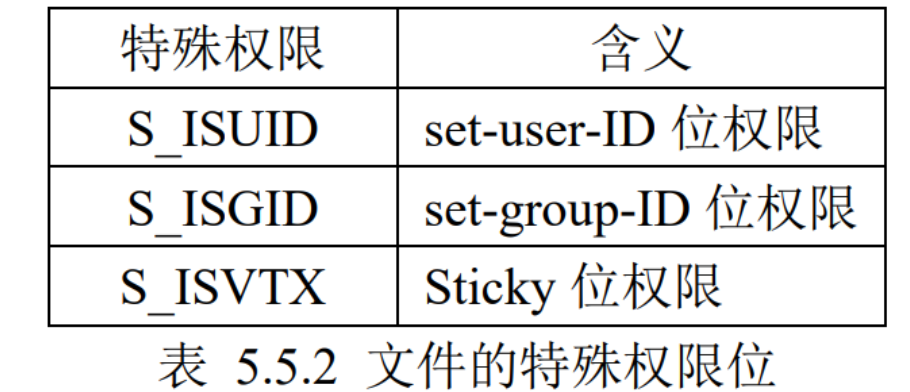 特殊权限 含义
S_ISUID set-user-ID 位权限
S_ISGID set-group-ID 位权限
S_ISVTX Sticky 位权限
表 5.5.2 文件的特殊权限位